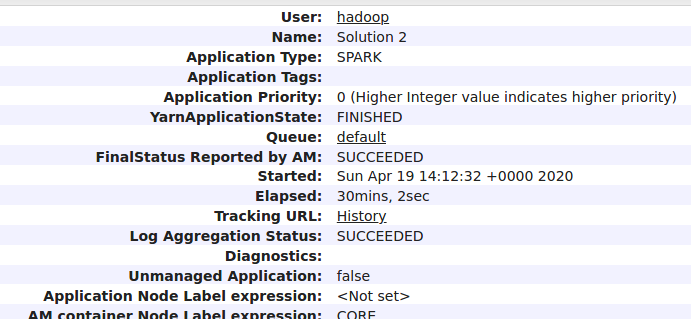 User: hadoop
Name: Solution 2
Application Type: SPARK
Application Tags:
Application Priority: 0 (Higher Integer value indicates higher priority)
YarnApplicationState: FINISHED
Queue: default
FinalStatus Reported by AM: SUCCEEDED
Started: Sun Apr 19 14:12:32 +0000 2020
Elapsed: 30mins, 2sec
Tracking URL: History
Log Aggregation Status: SUCCEEDED
Diagnostics:
Unmanaged Application: false
Application Node Label expression: <Not set>
AM container Node Label expression: CORE